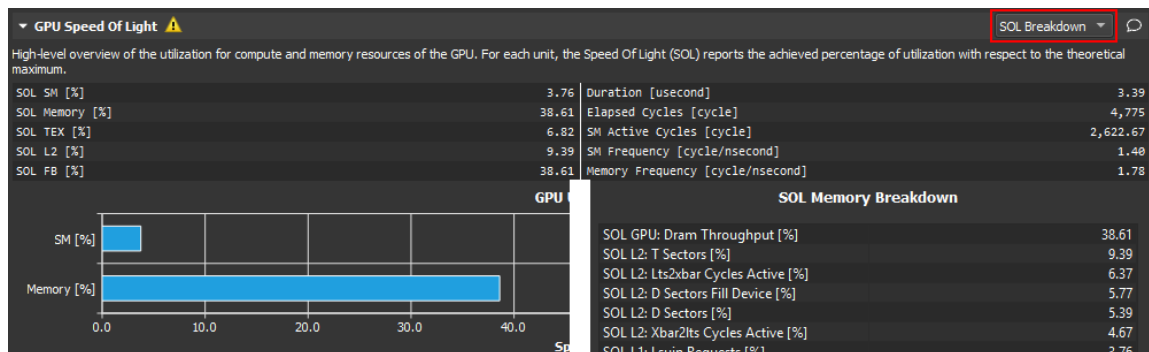 GPU Speed Of Light
SOL Breakdown
High-level overview of the utilization for compute and memory resources of the GPU. For each unit, the Speed Of Light (SOL) reports the achieved percentage of utilization with respect to the theoretical
maximum.
SOL SM [%] 3.76 Duration [usecond] 3.39
SOL Memory [%] 38.61 Elapsed Cycles [cycle] 4,775
SOL TEX [%] 6.82 SM Active Cycles [cycle] 2,622.67
SOL L2 [%] 9.39 SM Frequency [cycle/nsecond] 1.40
SOL FB [%] 38.61 Memory Frequency [cycle/nsecond] 1.78
GPU
SM [%]
Memory [%]
0.0 10.0 20.0 30.0 40.0
Sp
SOL Memory Breakdown
SOL GPU: Dram Throughput [%] 38.61
SOL L2: T Sectors [%] 9.39
SOL L2: Lts2xbar Cycles Active [%] 6.37
SOL L2: D Sectors Fill Device [%] 5.77
SOL L2: D Sectors [%] 5.39
SOL L2: Xbar2lts Cycles Active [%] 4.67
SOL L1: Lsuin Requests [%] 3.76